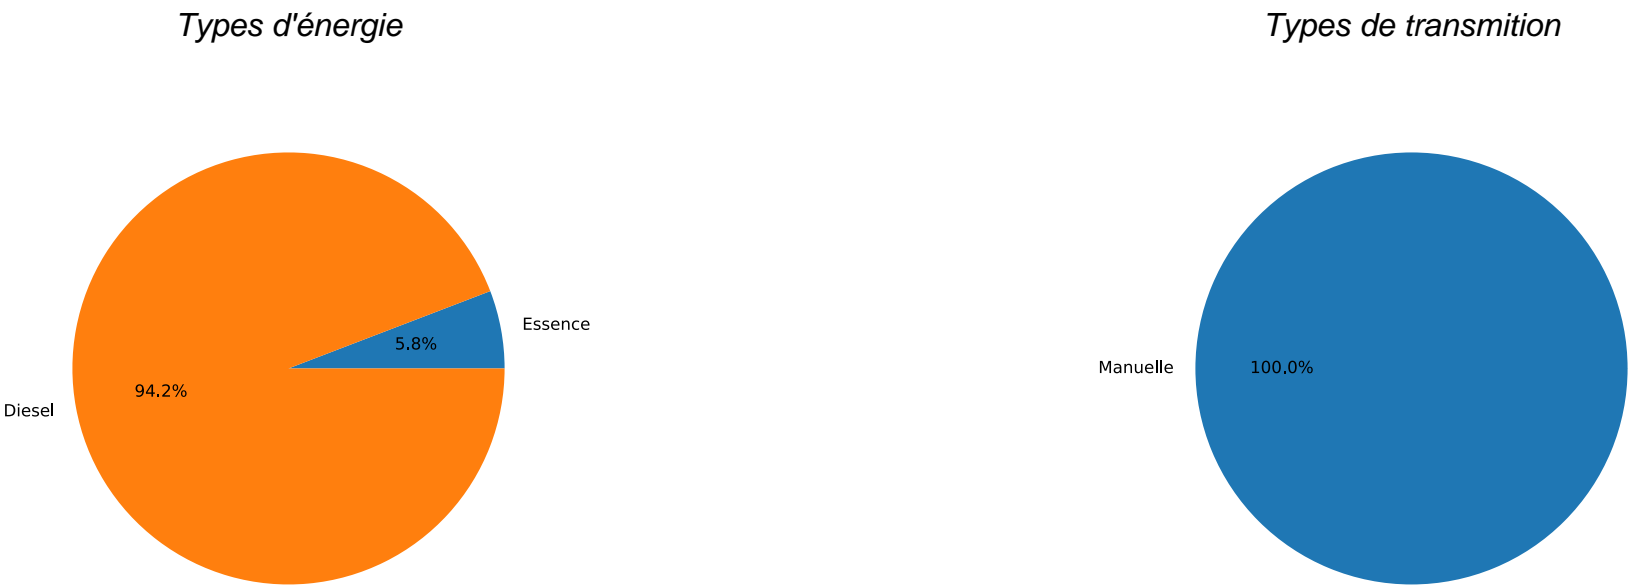 Types d'énergie
Types de transmition
Essence
5.8%
94.2%
Diesel
Manuelle
100.0%